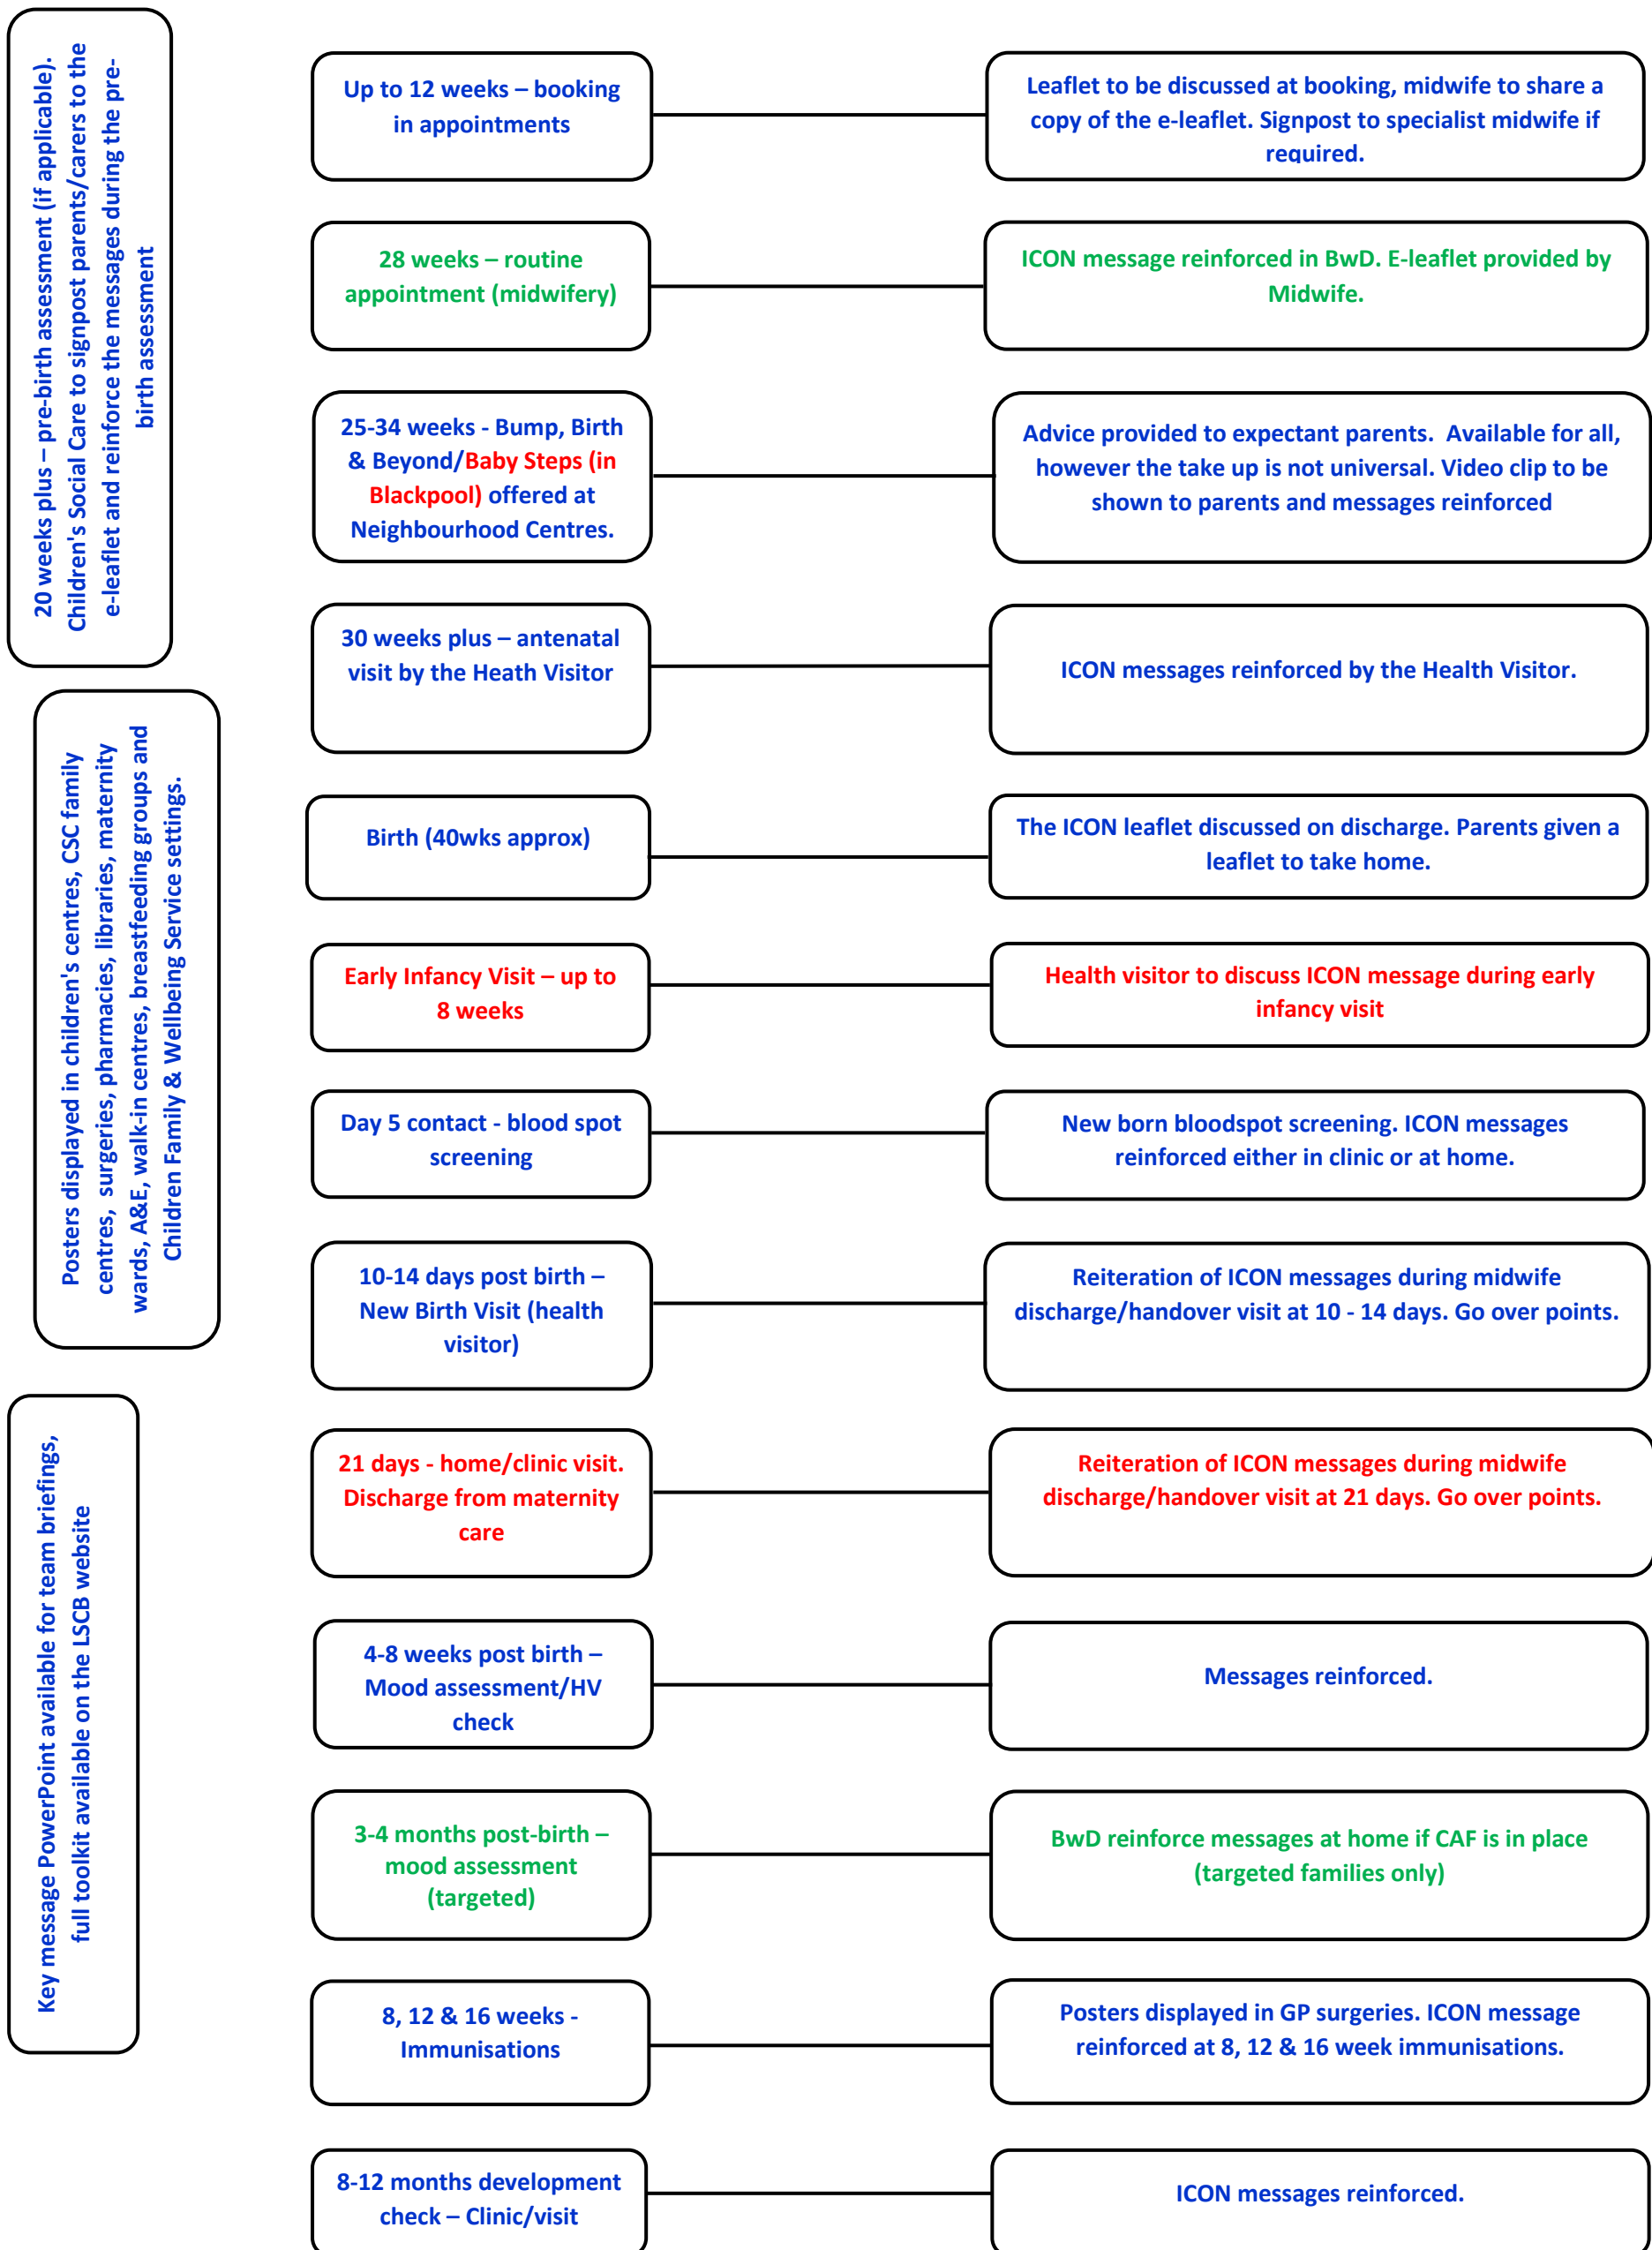 20 weeks plus – pre-birth assessment (if applicable).
Children's Social Care to signpost parents/carers to the
e-leaflet and reinforce the messages during the pre-
birth assessment
Posters displayed in children's centres, CSC family
centres, surgeries, pharmacies, libraries, maternity
wards, A&E, walk-in centres, breastfeeding groups and
Children Family & Wellbeing Service settings.
Key message PowerPoint available for team briefings,
full toolkit available on the LSCB website
Up to 12 weeks – booking
in appointments
Leaflet to be discussed at booking, midwife to share a
copy of the e-leaflet. Signpost to specialist midwife if
required.
28 weeks – routine
appointment (midwifery)
ICON message reinforced in BwD. E-leaflet provided by
Midwife.
25-34 weeks - Bump, Birth
& Beyond/Baby Steps (in
Blackpool) offered at
Neighbourhood Centres.
Advice provided to expectant parents. Available for all,
however the take up is not universal. Video clip to be
shown to parents and messages reinforced
30 weeks plus – antenatal
visit by the Heath Visitor
ICON messages reinforced by the Health Visitor.
Birth (40wks approx)
The ICON leaflet discussed on discharge. Parents given a
leaflet to take home.
Early Infancy Visit – up to
8 weeks
Health visitor to discuss ICON message during early
infancy visit
Day 5 contact - blood spot
screening
New born bloodspot screening. ICON messages
reinforced either in clinic or at home.
10-14 days post birth –
New Birth Visit (health
visitor)
Reiteration of ICON messages during midwife
discharge/handover visit at 10 - 14 days. Go over points.
21 days - home/clinic visit.
Discharge from maternity
care
Reiteration of ICON messages during midwife
discharge/handover visit at 21 days. Go over points.
4-8 weeks post birth –
Mood assessment/HV
check
Messages reinforced.
3-4 months post-birth –
mood assessment
(targeted)
BwD reinforce messages at home if CAF is in place
(targeted families only)
8, 12 & 16 weeks -
Immunisations
Posters displayed in GP surgeries. ICON message
reinforced at 8, 12 & 16 week immunisations.
8-12 months development
check – Clinic/visit
ICON messages reinforced.